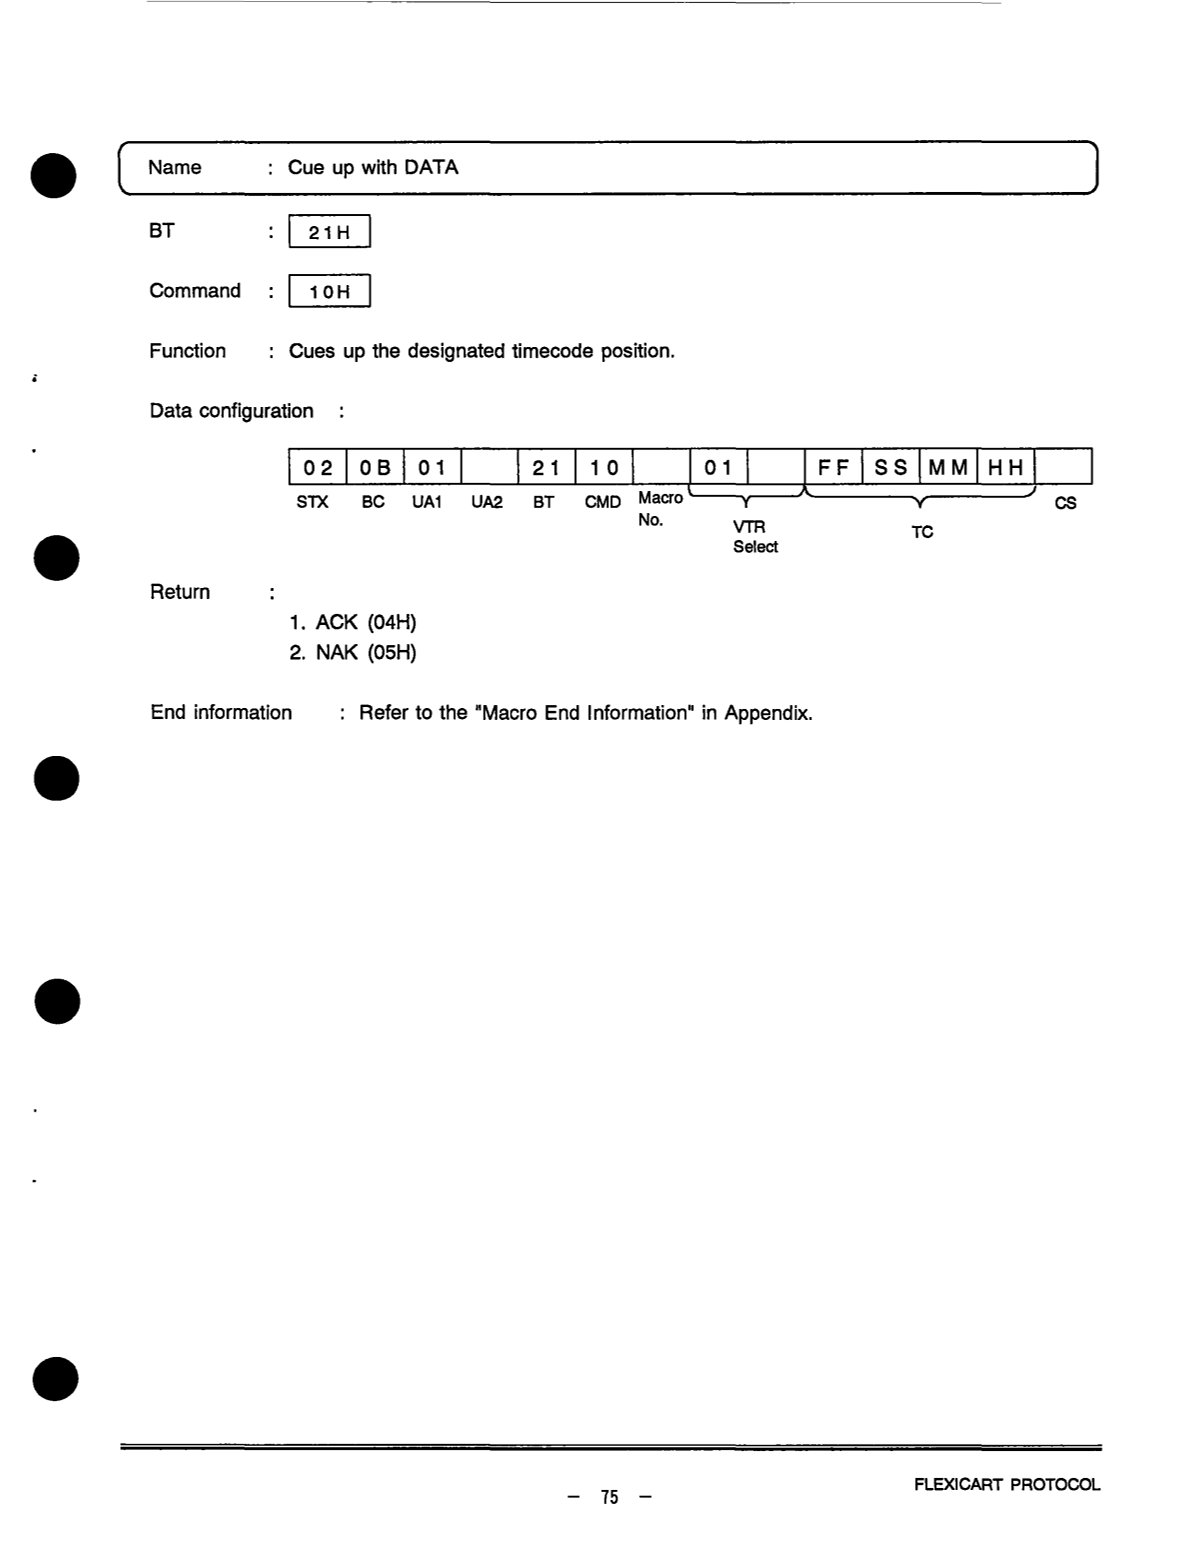 Name : Cue up with DATA
BT : 21H
Command : 10H
Function : Cues up the designated timecode position.
Data configuration :
02 0B 01 21 10 01 FF SS MM HH
STX BC UA1 UA2 BT CMD Macro No. VTR Select TC CS
Return :
1. ACK (04H)
2. NAK (05H)
End information : Refer to the "Macro End Information" in Appendix.
FLEXICART PROTOCOL
– 75 –